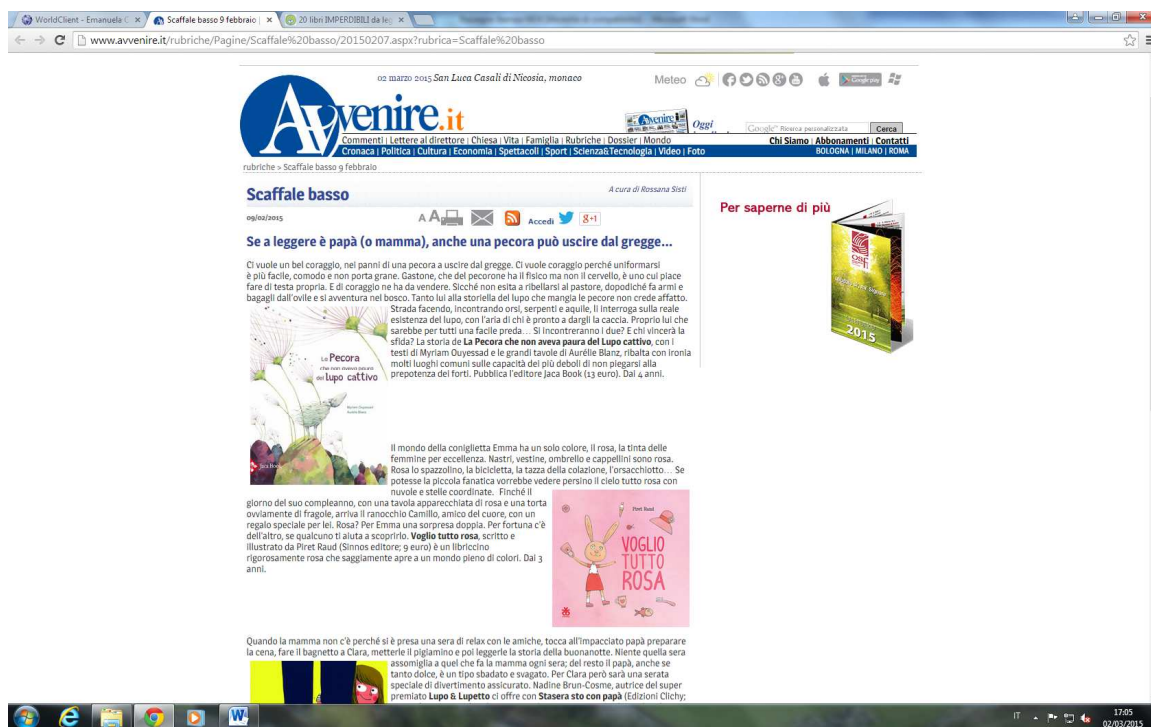 WorldClient - Emanuela C
Scaffale basso 9 febbraio |
20 libri IMPERDIBILI da leg
www.avvenire.it/rubriche/Pagine/Scaffale%20basso/20150207.aspx?rubrica=Scaffale%20basso
02 marzo 2015 San Luca Casali di Nicosia, monaco
Meteo
Google play
Avvenire.it
Avvenire
Oggi
Google™ Ricerca personalizzata
Cerca
Commenti | Lettere al direttore | Chiesa | Vita | Famiglia | Rubriche | Dossier | Mondo
Chi Siamo | Abbonamenti | Contatti
Cronaca | Politica | Cultura | Economia | Spettacoli | Sport | Scienza&Tecnologia | Video | Foto
BOLOGNA | MILANO | ROMA
rubriche > Scaffale basso 9 febbraio
Scaffale basso
A cura di Rossana Sisti
09/02/2015
A A
Accedi
g+1
Se a leggere è papà (o mamma), anche una pecora può uscire dal gregge...
Ci vuole un bel coraggio, nei panni di una pecora a uscire dal gregge. Ci vuole coraggio perché uniformarsi
è più facile, comodo e non porta grane. Gastone, che del pecorone ha il fisico ma non il cervello, è uno cui piace
fare di testa propria. E di coraggio ne ha da vendere. Sicché non esita a ribellarsi al pastore, dopodiché fa armi e
bagagli dall'ovile e si avventura nel bosco. Tanto lui alla storiella del lupo che mangia le pecore non crede affatto.
Strada facendo, incontrando orsi, serpenti e aquile, li interroga sulla reale
esistenza del lupo, con l'aria di chi è pronto a dargli la caccia. Proprio lui che
sarebbe per tutti una facile preda… Si incontreranno i due? E chi vincerà la
sfida? La storia de La Pecora che non aveva paura del Lupo cattivo, con i
testi di Myriam Ouyessad e le grandi tavole di Aurélie Blanz, ribalta con ironia
molti luoghi comuni sulle capacità dei più deboli di non piegarsi alla
prepotenza dei forti. Pubblica l'editore Jaca Book (13 euro). Dai 4 anni.
La Pecora
che non aveva paura
del lupo cattivo
Jaca Book
Il mondo della coniglietta Emma ha un solo colore, il rosa, la tinta delle
femmine per eccellenza. Nastri, vestine, ombrello e cappellini sono rosa.
Rosa lo spazzolino, la bicicletta, la tazza della colazione, l'orsacchiotto… Se
potesse la piccola fanatica vorrebbe vedere persino il cielo tutto rosa con
nuvole e stelle coordinate. Finché il
giorno del suo compleanno, con una tavola apparecchiata di rosa e una torta
ovviamente di fragole, arriva il ranocchio Camillo, amico del cuore, con un
regalo speciale per lei. Rosa? Per Emma una sorpresa doppia. Per fortuna c'è
dell'altro, se qualcuno ti aiuta a scoprirlo. Voglio tutto rosa, scritto e
illustrato da Piret Raud (Sinnos editore; 9 euro) è un libriccino
rigorosamente rosa che saggiamente apre a un mondo pieno di colori. Dai 3
anni.
Piret Raud
VOGLIO
TUTTO
ROSA
Quando la mamma non c'è perché si è presa una sera di relax con le amiche, tocca all'impacciato papà preparare
la cena, fare il bagnetto a Clara, metterle il pigiamino e poi leggerle la storia della buonanotte. Niente quella sera
assomiglia a quel che fa la mamma ogni sera; del resto il papà, anche se
tanto dolce, è un tipo sbadato e svagato. Per Clara però sarà una serata
speciale di divertimento assicurato. Nadine Brun-Cosme, autrice del super
premiato Lupo & Lupetto ci offre con Stasera sto con papà (Edizioni Clichy;
Per saperne di più
2015
IT
17:05
02/03/2015